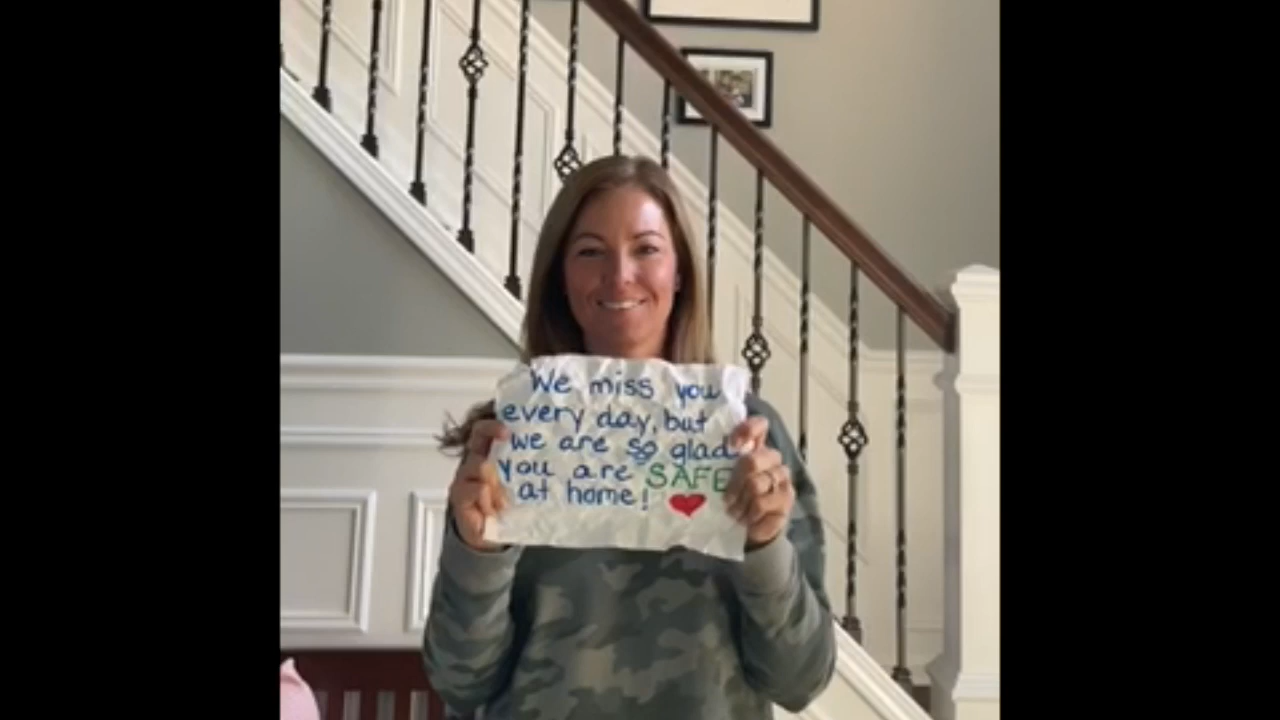 We miss you
every day, but
we are so glad
you are SAFE
at home!